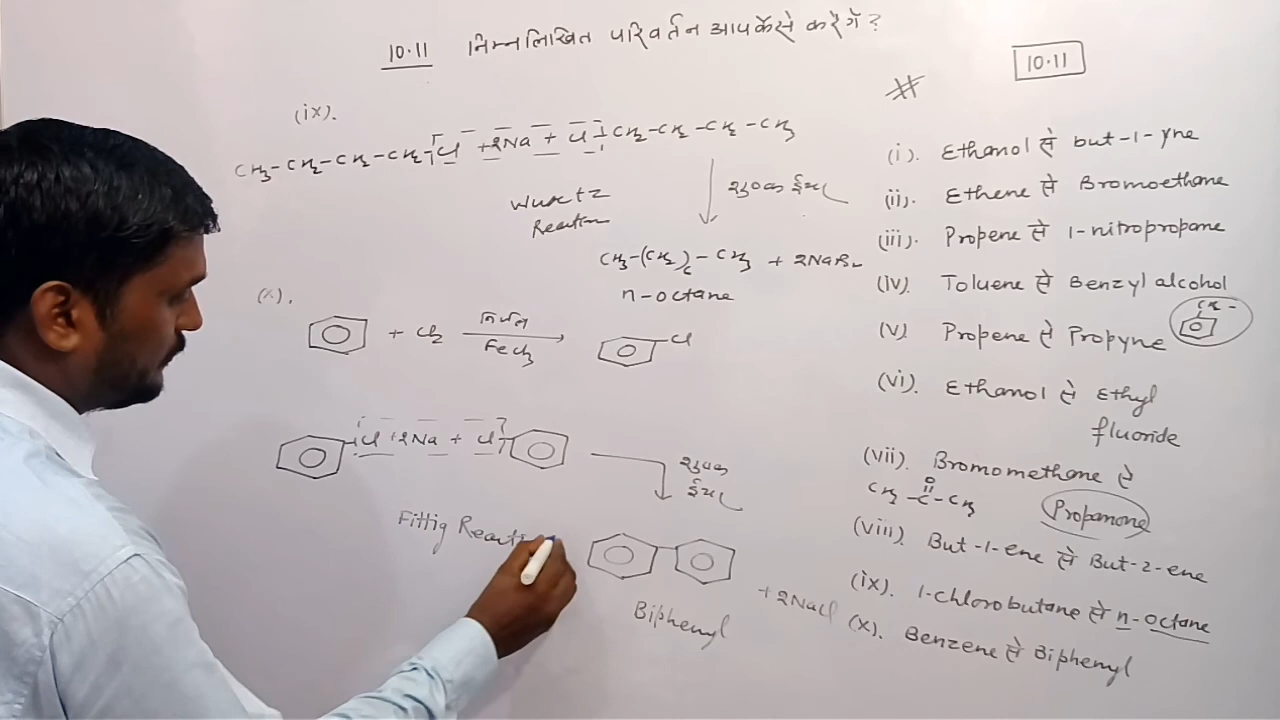 10.11 निम्नलिखित परिवर्तन आप कैसे करेंगे?
(ix).
CH3-CH2-CH2-CH2-Cl + 2Na + Cl-CH2-CH2-CH2-CH3
शुष्क ईथर
Wurtz
Reaction
CH3-(CH2)6-CH3 + 2NaBr
n-octane
(x).
+ Cl2 निर्जल
FeCl3
Cl
Cl + 2Na + Cl
शुष्क
ईथर
Fittig React
Biphenyl
+ 2NaCl
#
10.11
(i). Ethanol से but-1-yne
(ii). Ethene से Bromoethane
(iii). Propene से 1-nitropropane
(iv). Toluene से Benzyl alcohol
(v). Propene से Propyne
(vi). Ethanol से Ethyl
fluoride
(vii). Bromomethane से
O
CH3-C-CH3 Propanone
(viii). But-1-ene से But-2-ene
(ix). 1-chlorobutane से n-octane
(x). Benzene से Biphenyl